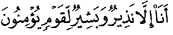 أَنَا۠ إِلَّا نَذِيرٌ وَبَشِيرٌ لِّقَوْمٍ يُؤْمِنُونَ